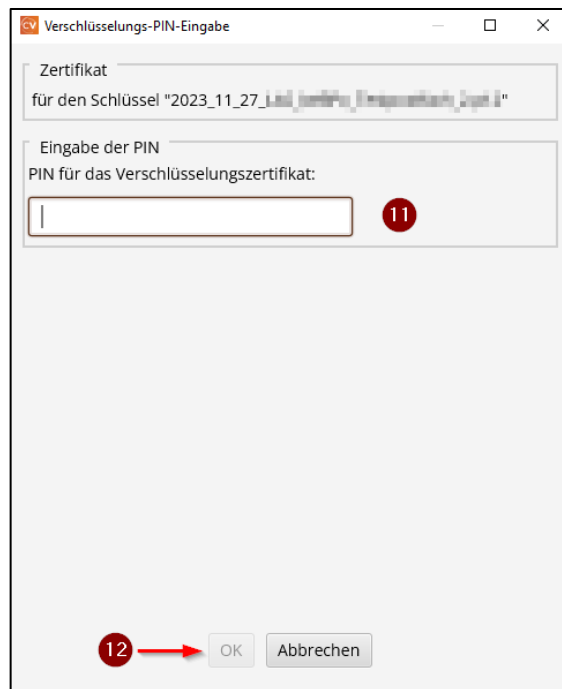 CV Verschlüsselungs-PIN-Eingabe
Zertifikat
für den Schlüssel "2023_11_27_
Eingabe der PIN
PIN für das Verschlüsselungszertifikat:
11
12 OK Abbrechen